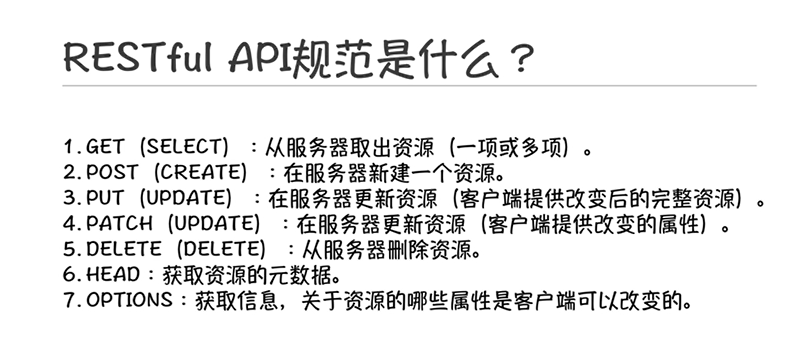 RESTful API规范是什么？
1.GET（SELECT）：从服务器取出资源（一项或多项）。
2.POST（CREATE）：在服务器新建一个资源。
3.PUT（UPDATE）：在服务器更新资源（客户端提供改变后的完整资源）。
4.PATCH（UPDATE）：在服务器更新资源（客户端提供改变的属性）。
5.DELETE（DELETE）：从服务器删除资源。
6.HEAD：获取资源的元数据。
7.OPTIONS：获取信息，关于资源的哪些属性是客户端可以改变的。